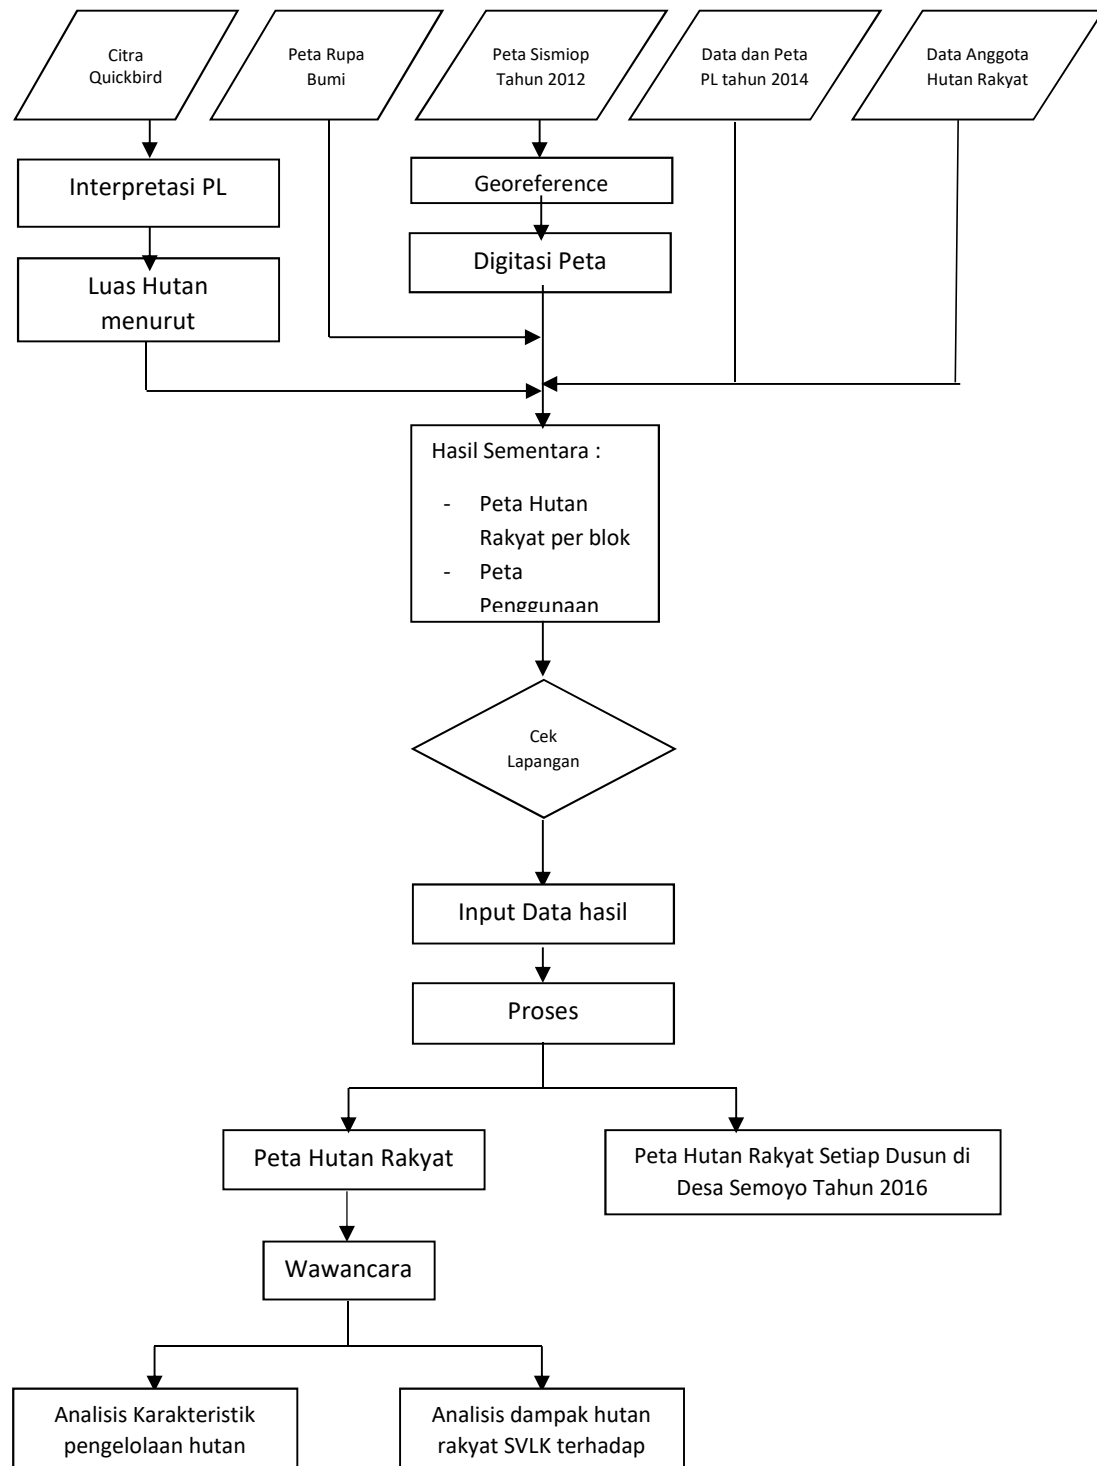 Citra
Quickbird
Peta Rupa
Bumi
Peta Sismiop
Tahun 2012
Data dan Peta
PL tahun 2014
Data Anggota
Hutan Rakyat
Interpretasi PL
Georeference
Luas Hutan
menurut
Digitasi Peta
Hasil Sementara :
- Peta Hutan
Rakyat per blok
- Peta
Penggunaan
Cek
Lapangan
Input Data hasil
Proses
Peta Hutan Rakyat
Peta Hutan Rakyat Setiap Dusun di
Desa Semoyo Tahun 2016
Wawancara
Analisis Karakteristik
pengelolaan hutan
Analisis dampak hutan
rakyat SVLK terhadap